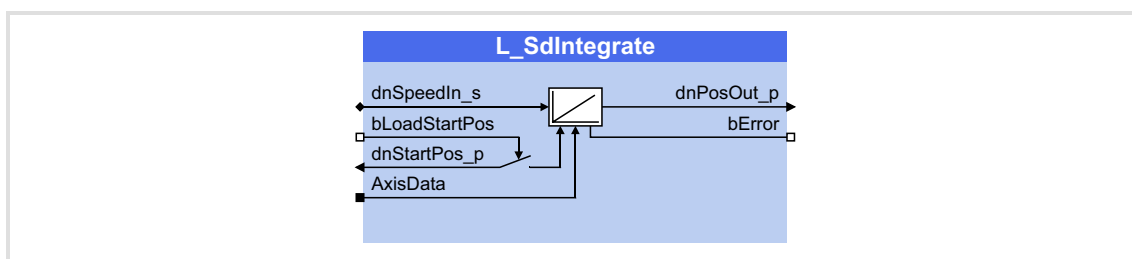 L_SdIntegrate
dnSpeedIn_s dnPosOut_p
bLoadStartPos bError
dnStartPos_p
AxisData